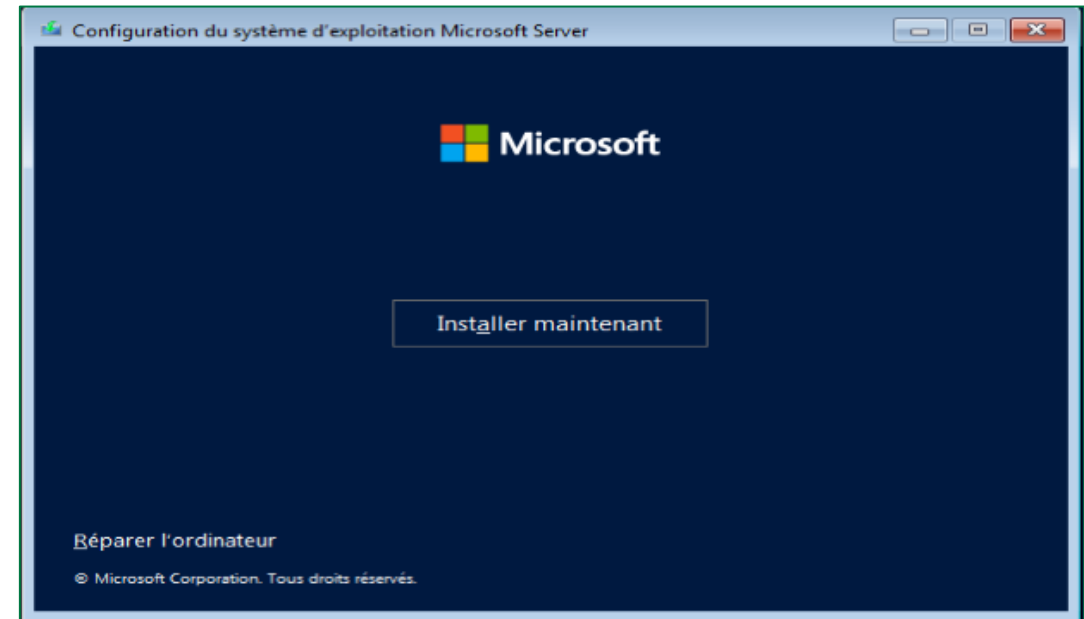 Configuration du système d'exploitation Microsoft Server
Microsoft
Installer maintenant
Réparer l'ordinateur
© Microsoft Corporation. Tous droits réservés.